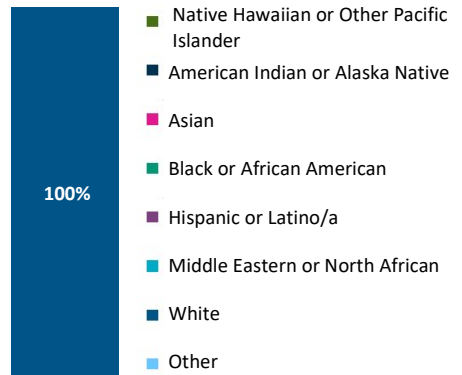 Native Hawaiian or Other Pacific
Islander
American Indian or Alaska Native
Asian
Black or African American
100%
Hispanic or Latino/a
Middle Eastern or North African
White
Other